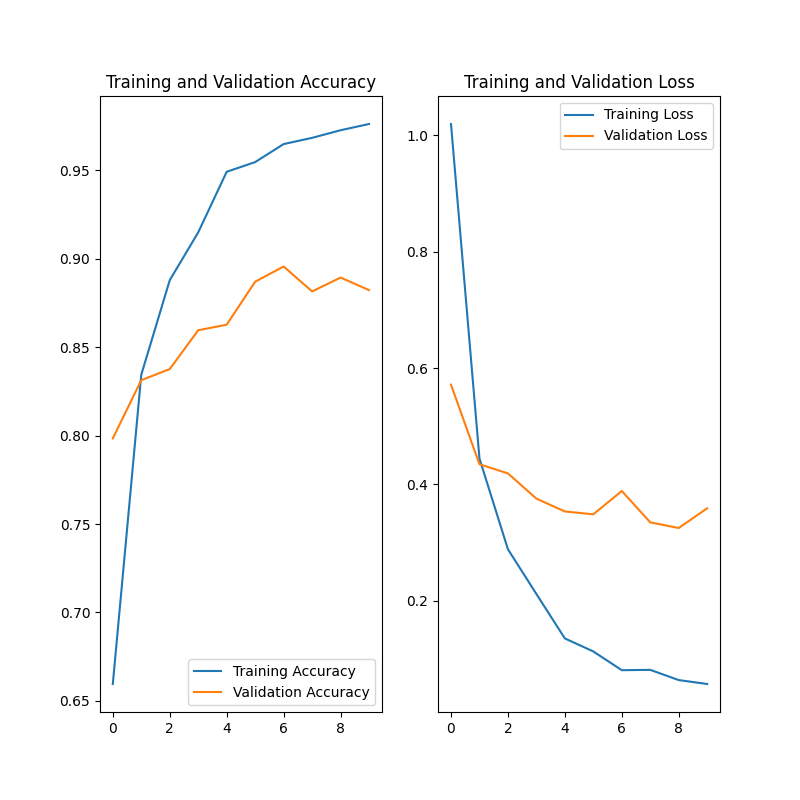 Training and Validation Accuracy
0.95
0.90
0.85
0.80
0.75
0.70
0.65
0 2 4 6 8
Training Accuracy
Validation Accuracy
Training and Validation Loss
1.0
0.8
0.6
0.4
0.2
0 2 4 6 8
Training Loss
Validation Loss